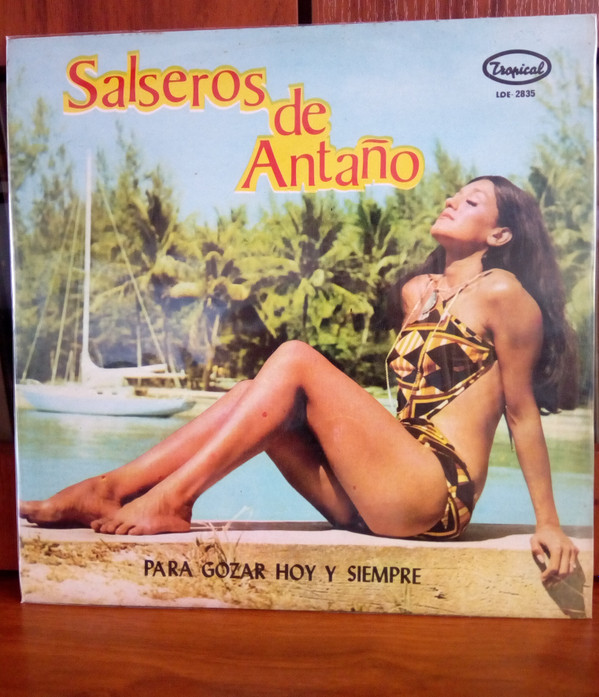 Salseros
de
Antaño
Tropical
LDE-2835
PARA GOZAR HOY Y SIEMPRE